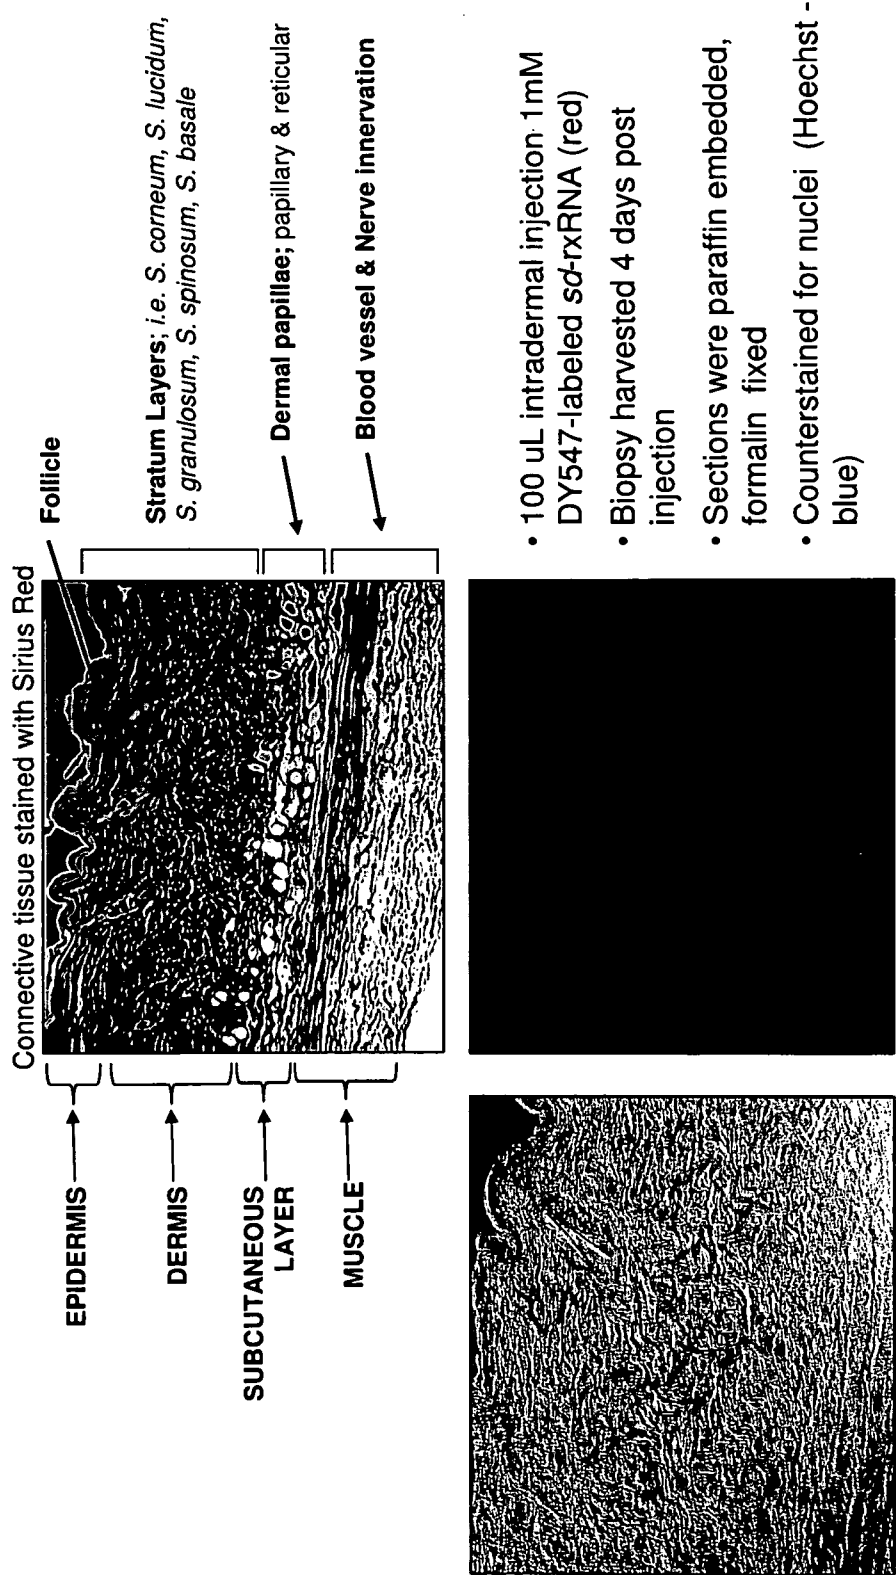 Connective tissue stained with Sirius Red
EPIDERMIS
DERMIS
SUBCUTANEOUS
LAYER
MUSCLE
Follicle
Stratum Layers; i.e. S. corneum, S. lucidum,
S. granulosum, S. spinosum, S. basale
Dermal papillae; papillary & reticular
Blood vessel & Nerve innervation
• 100 uL intradermal injection 1mM
DY547-labeled sd-rxRNA (red)
• Biopsy harvested 4 days post
injection
• Sections were paraffin embedded,
formalin fixed
• Counterstained for nuclei (Hoechst -
blue)